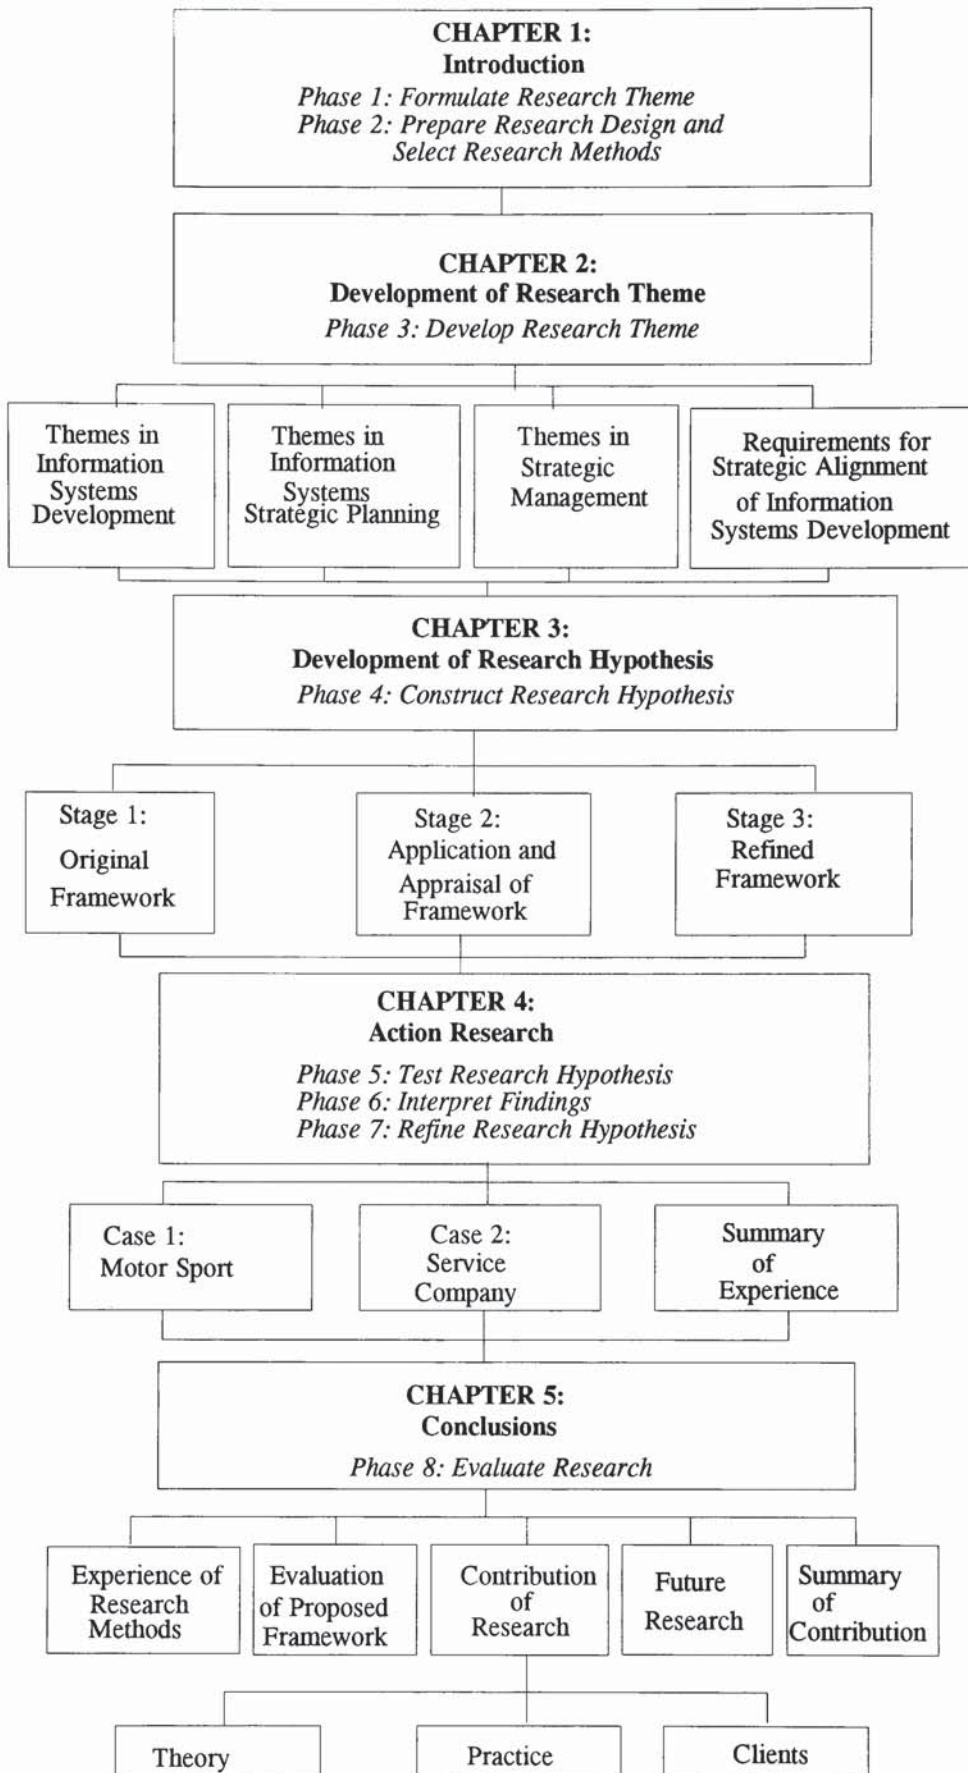 CHAPTER 1:
Introduction
Phase 1: Formulate Research Theme
Phase 2: Prepare Research Design and
Select Research Methods
CHAPTER 2:
Development of Research Theme
Phase 3: Develop Research Theme
Themes in
Information
Systems
Development
Themes in
Information
Systems
Strategic Planning
Themes in
Strategic
Management
Requirements for
Strategic Alignment
of Information
Systems Development
CHAPTER 3:
Development of Research Hypothesis
Phase 4: Construct Research Hypothesis
Stage 1:
Original
Framework
Stage 2:
Application and
Appraisal of
Framework
Stage 3:
Refined
Framework
CHAPTER 4:
Action Research
Phase 5: Test Research Hypothesis
Phase 6: Interpret Findings
Phase 7: Refine Research Hypothesis
Case 1:
Motor Sport
Case 2:
Service
Company
Summary
of
Experience
CHAPTER 5:
Conclusions
Phase 8: Evaluate Research
Experience of
Research
Methods
Evaluation
of Proposed
Framework
Contribution
of
Research
Future
Research
Summary
of
Contribution
Theory
Practice
Clients